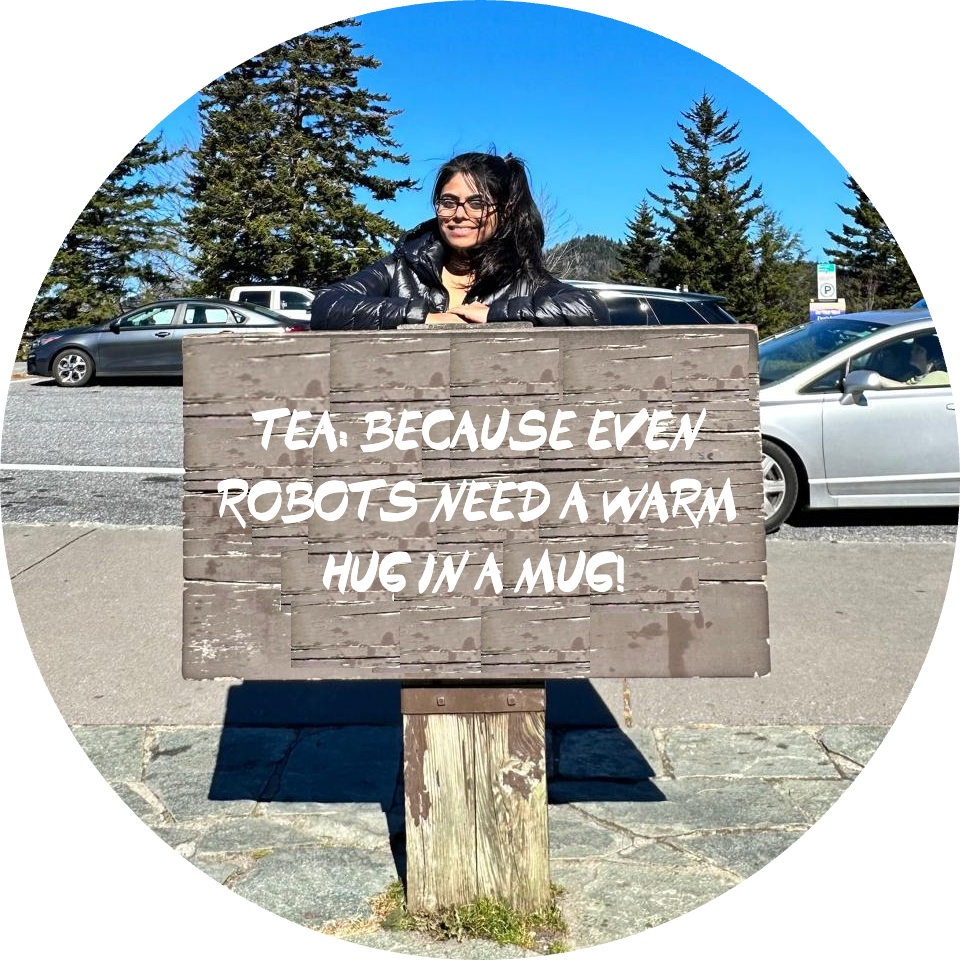 TEA: BECAUSE EVEN
ROBOTS NEED A WARM
HUG IN A MUG!
P